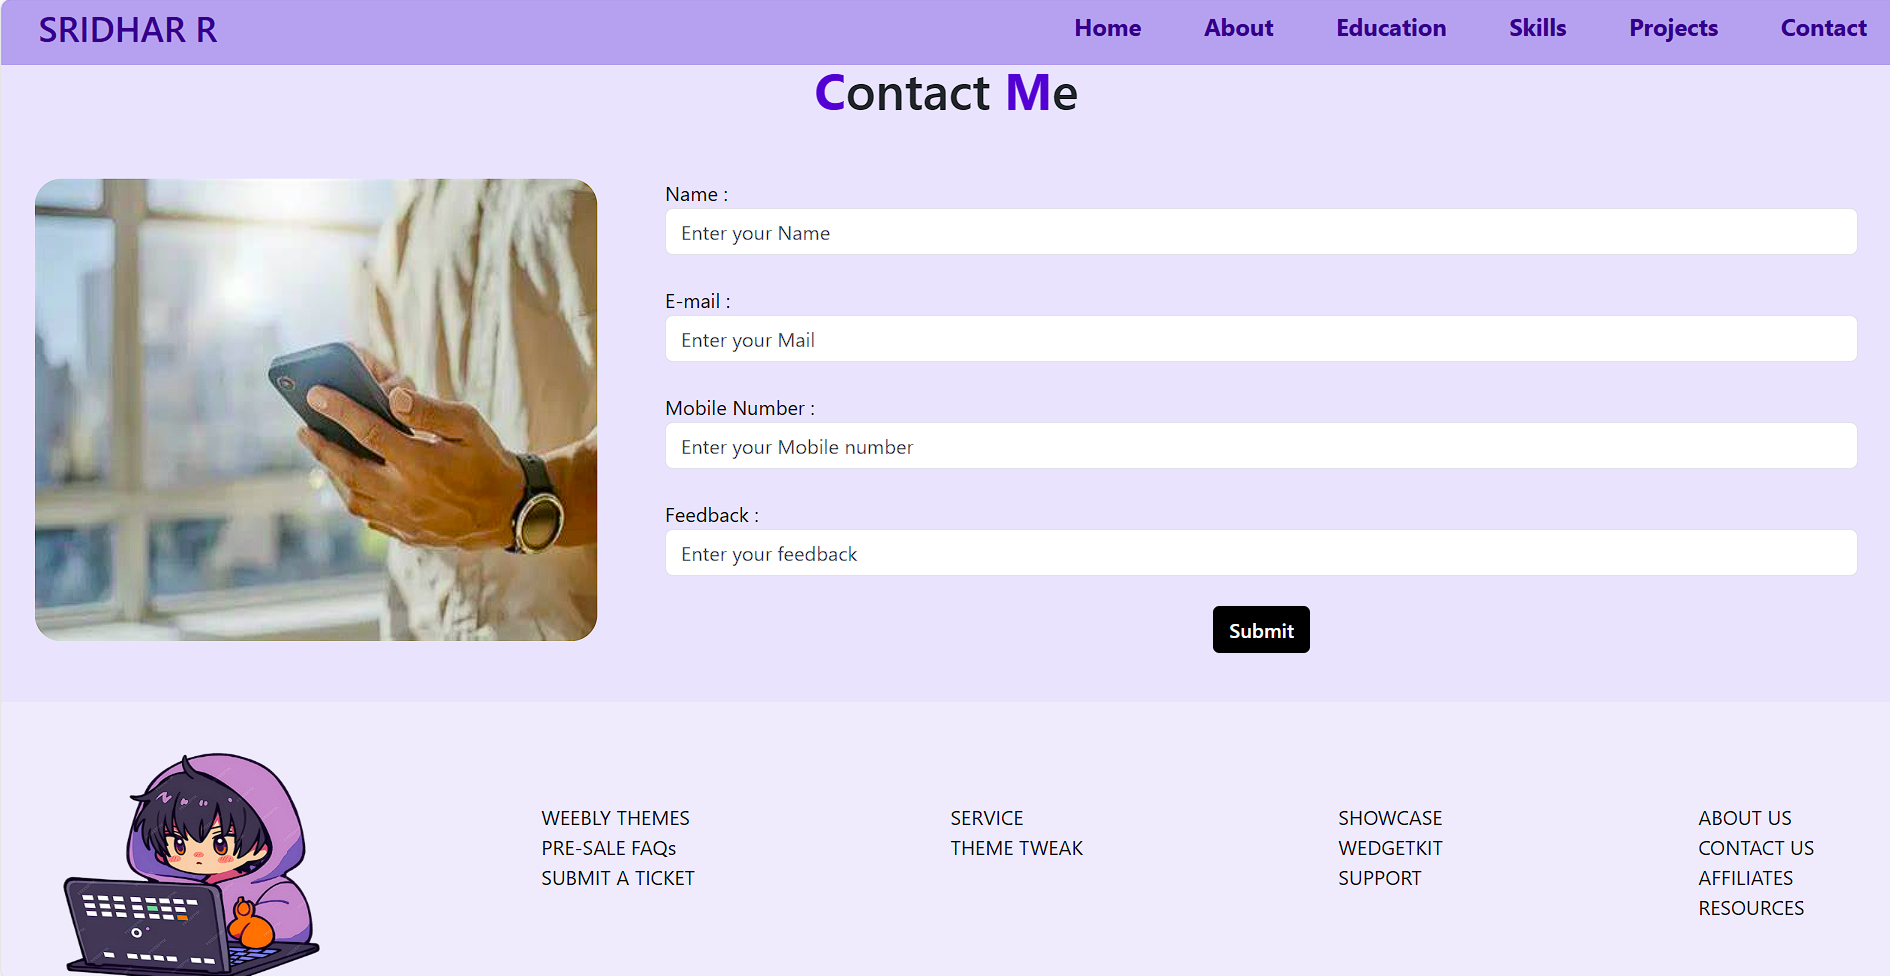 SRIDHAR R
Home About Education Skills Projects Contact
Contact Me
Name :
Enter your Name
E-mail :
Enter your Mail
Mobile Number :
Enter your Mobile number
Feedback :
Enter your feedback
Submit
WEEBLY THEMES
PRE-SALE FAQs
SUBMIT A TICKET
SERVICE
THEME TWEAK
SHOWCASE
WEDGETKIT
SUPPORT
ABOUT US
CONTACT US
AFFILIATES
RESOURCES